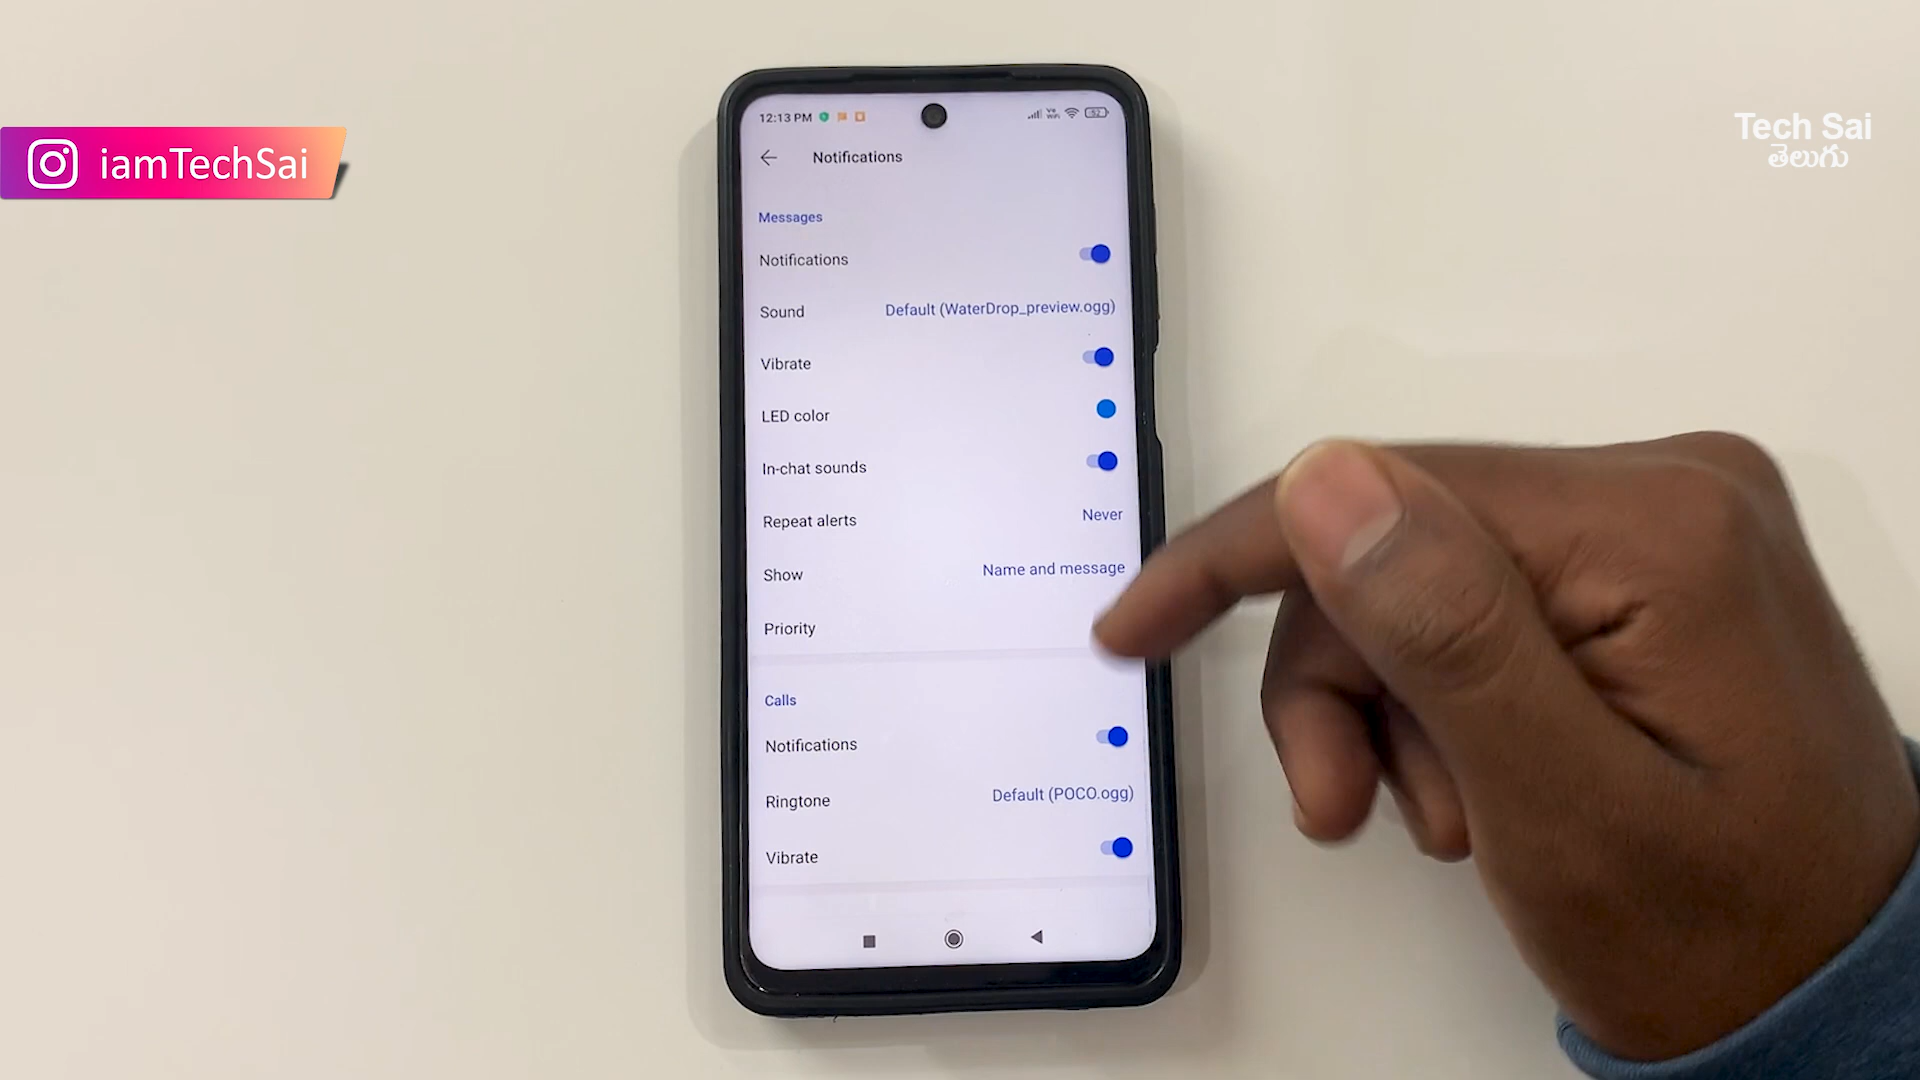 iamTechSai
Tech Sai
తెలుగు
12:13 PM
52
Notifications
Messages
Notifications
Sound Default (WaterDrop_preview.ogg)
Vibrate
LED color
In-chat sounds
Repeat alerts Never
Show Name and message
Priority
Calls
Notifications
Ringtone Default (POCO.ogg)
Vibrate